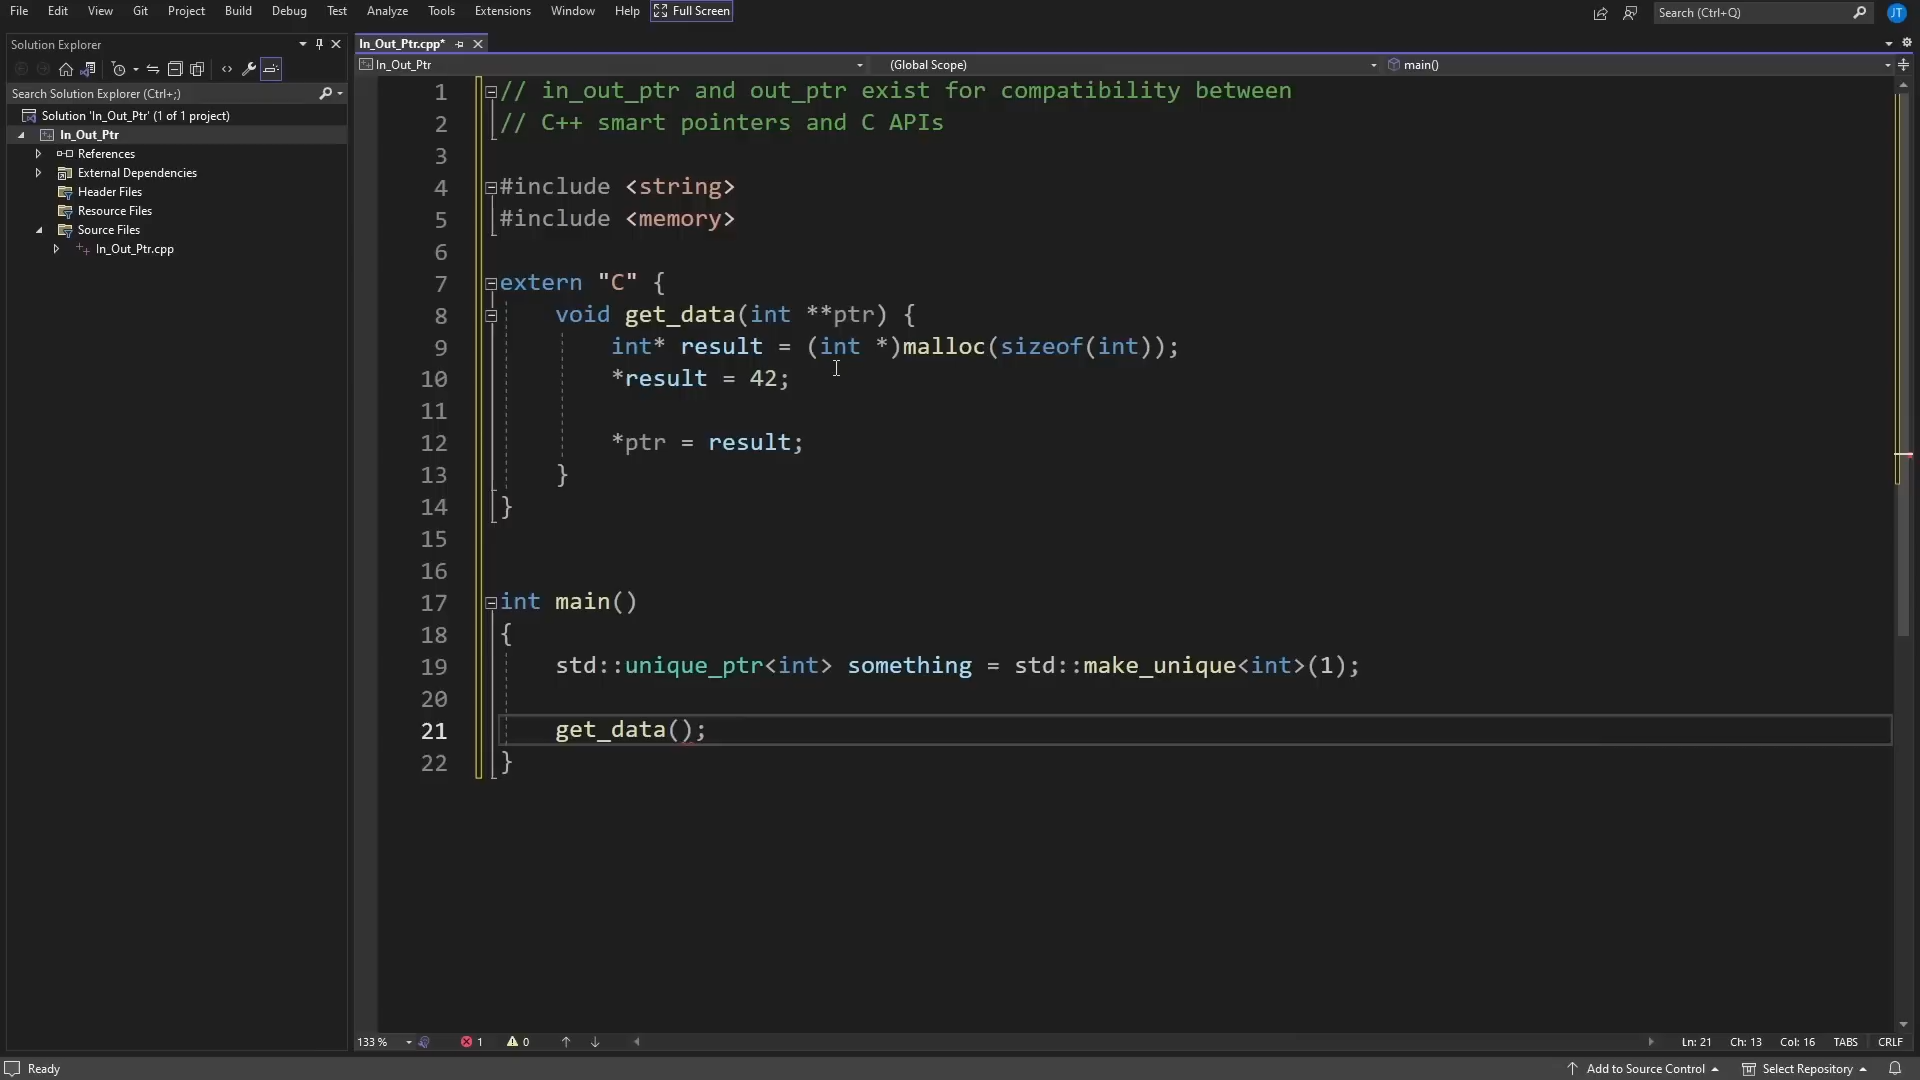 File Edit View Git Project Build Debug Test Analyze Tools Extensions Window Help Full Screen Search (Ctrl+Q) JT
Solution Explorer
Search Solution Explorer (Ctrl+;)
Solution 'In_Out_Ptr' (1 of 1 project)
In_Out_Ptr
References
External Dependencies
Header Files
Resource Files
Source Files
In_Out_Ptr.cpp
In_Out_Ptr.cpp*
In_Out_Ptr (Global Scope) main()
1 // in_out_ptr and out_ptr exist for compatibility between
2 // C++ smart pointers and C APIs
3
4 #include <string>
5 #include <memory>
6
7 extern "C" {
8 void get_data(int **ptr) {
9 int* result = (int *)malloc(sizeof(int));
10 *result = 42;
11
12 *ptr = result;
13 }
14 }
15
16
17 int main()
18 {
19 std::unique_ptr<int> something = std::make_unique<int>(1);
20
21 get_data();
22 }
133 % 1 0 Ln: 21 Ch: 13 Col: 16 TABS CRLF
Ready Add to Source Control Select Repository